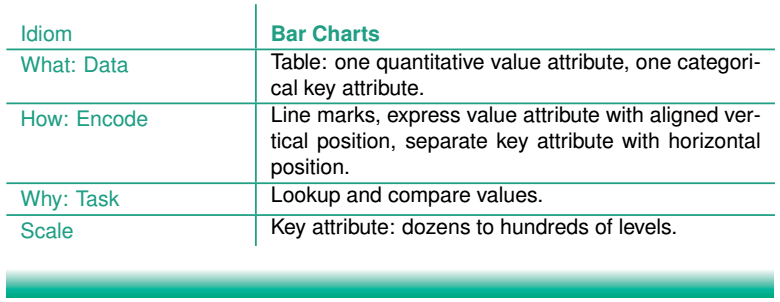 Idiom Bar Charts
What: Data Table: one quantitative value attribute, one categori-
cal key attribute.
How: Encode Line marks, express value attribute with aligned ver-
tical position, separate key attribute with horizontal
position.
Why: Task Lookup and compare values.
Scale Key attribute: dozens to hundreds of levels.